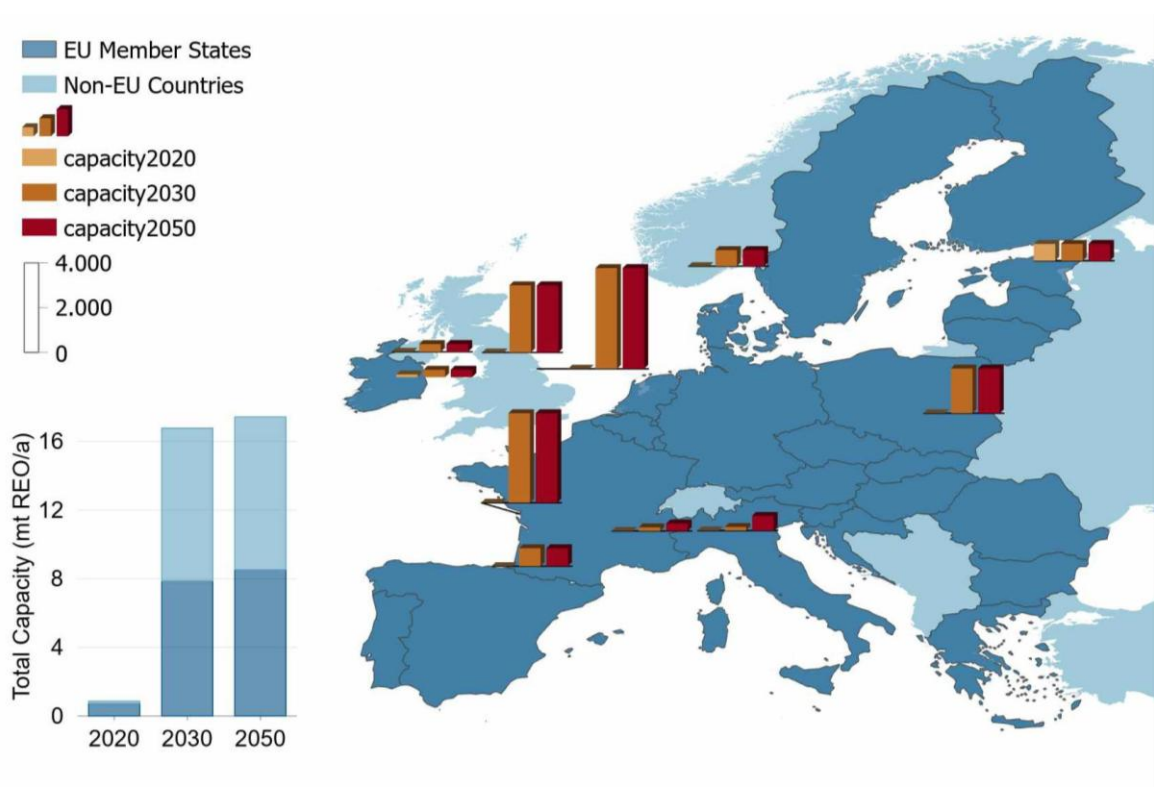 EU Member States
Non-EU Countries
capacity2020
capacity2030
capacity2050
4.000
2.000
0
Total Capacity (mt REO/a)
16
12
8
4
0
2020 2030 2050